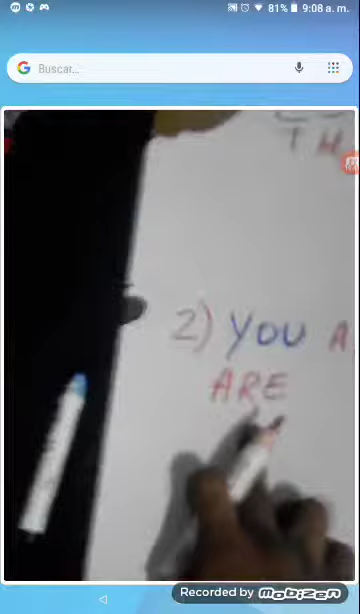 81% 9:08 a. m.
Buscar...
T H
2) YOU A
ARE
Recorded by mobizen